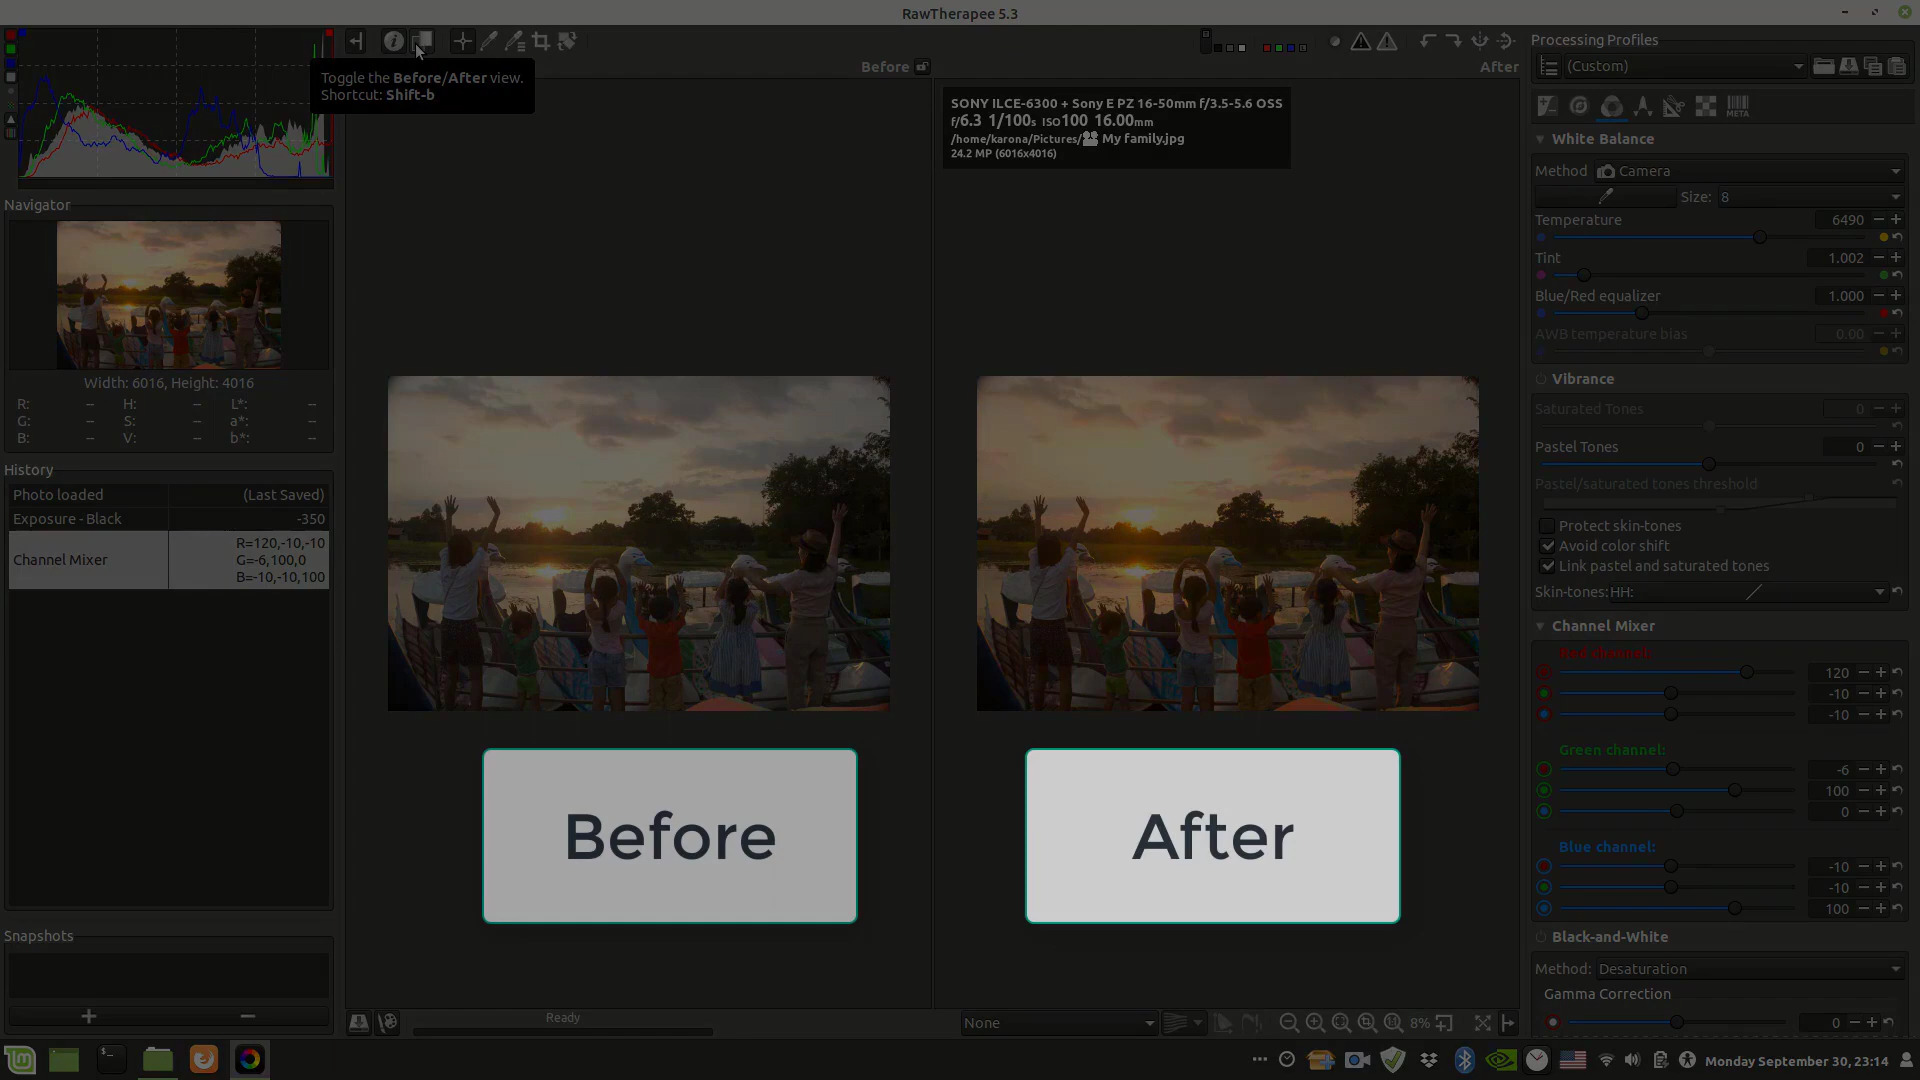 RawTherapee 5.3
Toggle the Before/After view.
Shortcut: Shift-b
Before
After
SONY ILCE-6300 + Sony E PZ 16-50mm f/3.5-5.6 OSS
f/6.3 1/100s ISO100 16.00mm
/home/karona/Pictures/ My family.jpg
24.2 MP (6016x4016)
Navigator
Width: 6016, Height: 4016
R: -- H: -- L*: --
G: -- S: -- a*: --
B: -- V: -- b*: --
History
Photo loaded (Last Saved)
Exposure - Black -350
Channel Mixer
R=120,-10,-10
G=-6,100,0
B=-10,-10,100
Snapshots
Before
After
Ready
None
8%
Processing Profiles
(Custom)
META
White Balance
Method Camera
Size: 8
Temperature 6490
Tint 1.002
Blue/Red equalizer 1.000
AWB temperature bias 0.00
Vibrance
Saturated Tones 0
Pastel Tones 0
Pastel/saturated tones threshold
Protect skin-tones
Avoid color shift
Link pastel and saturated tones
Skin-tones: HH:
Channel Mixer
Red channel:
120
-10
-10
Green channel:
-6
100
0
Blue channel:
-10
-10
100
Black-and-White
Method: Desaturation
Gamma Correction
0
Monday September 30, 23:14